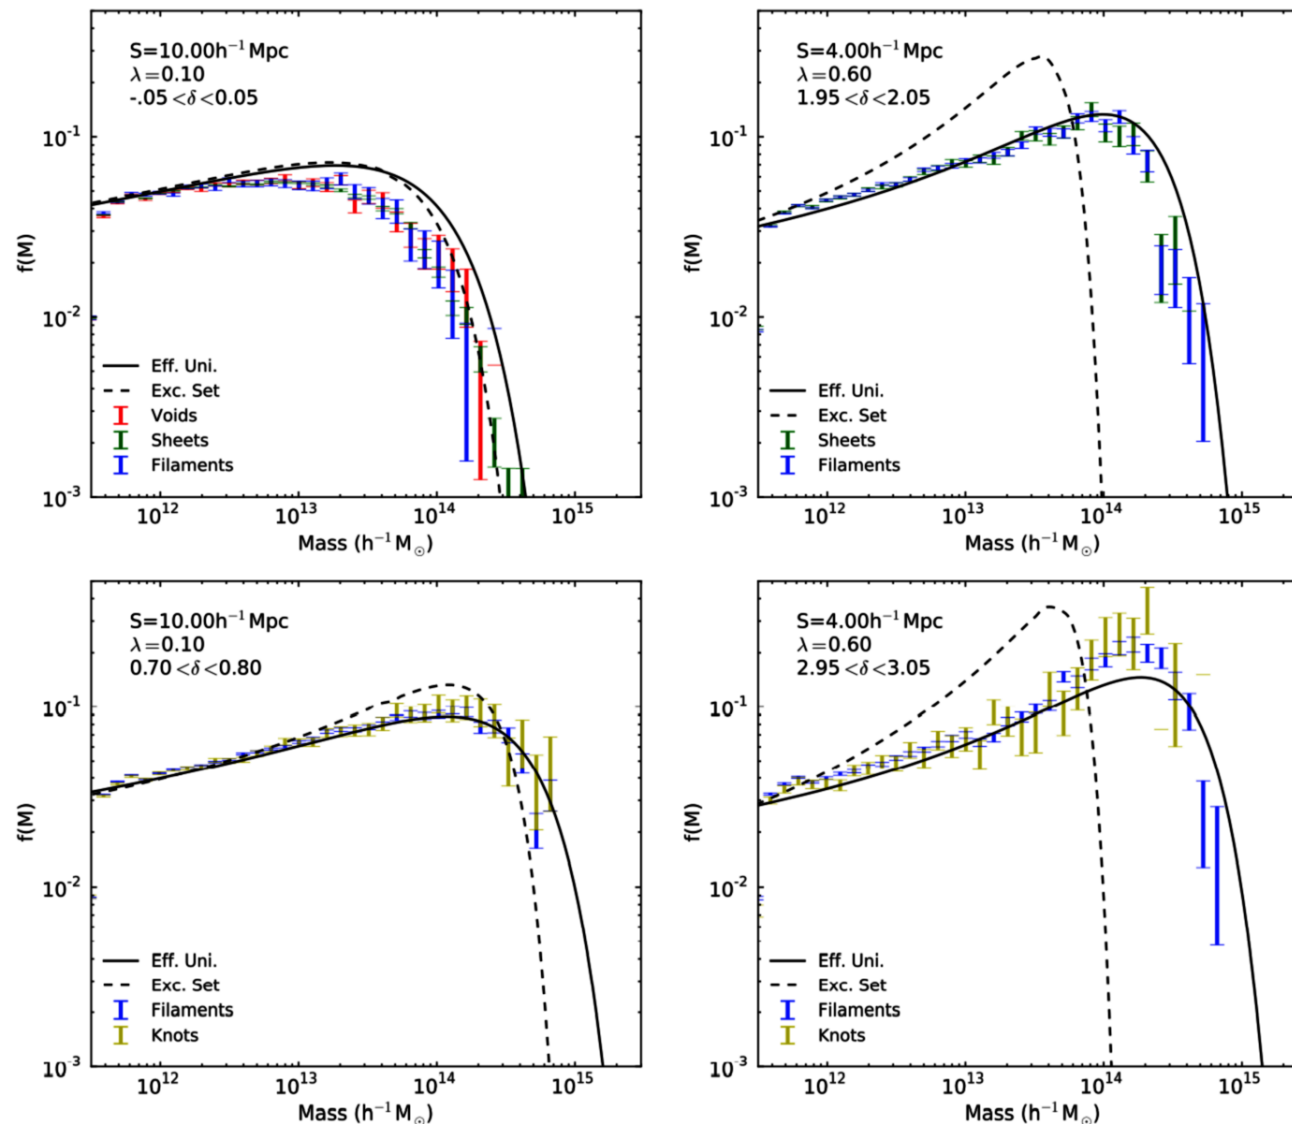 S=10.00h⁻¹ Mpc
λ=0.10
-.05<δ<0.05
f(M)
10⁻¹
10⁻²
10⁻³
Eff. Uni.
Exc. Set
Voids
Sheets
Filaments
10¹² 10¹³ 10¹⁴ 10¹⁵
Mass (h⁻¹ M☉)
S=4.00h⁻¹ Mpc
λ=0.60
1.95<δ<2.05
f(M)
10⁻¹
10⁻²
10⁻³
Eff. Uni.
Exc. Set
Sheets
Filaments
10¹² 10¹³ 10¹⁴ 10¹⁵
Mass (h⁻¹ M☉)
S=10.00h⁻¹ Mpc
λ=0.10
0.70<δ<0.80
f(M)
10⁻¹
10⁻²
10⁻³
Eff. Uni.
Exc. Set
Filaments
Knots
10¹² 10¹³ 10¹⁴ 10¹⁵
Mass (h⁻¹ M☉)
S=4.00h⁻¹ Mpc
λ=0.60
2.95<δ<3.05
f(M)
10⁻¹
10⁻²
10⁻³
Eff. Uni.
Exc. Set
Filaments
Knots
10¹² 10¹³ 10¹⁴ 10¹⁵
Mass (h⁻¹ M☉)